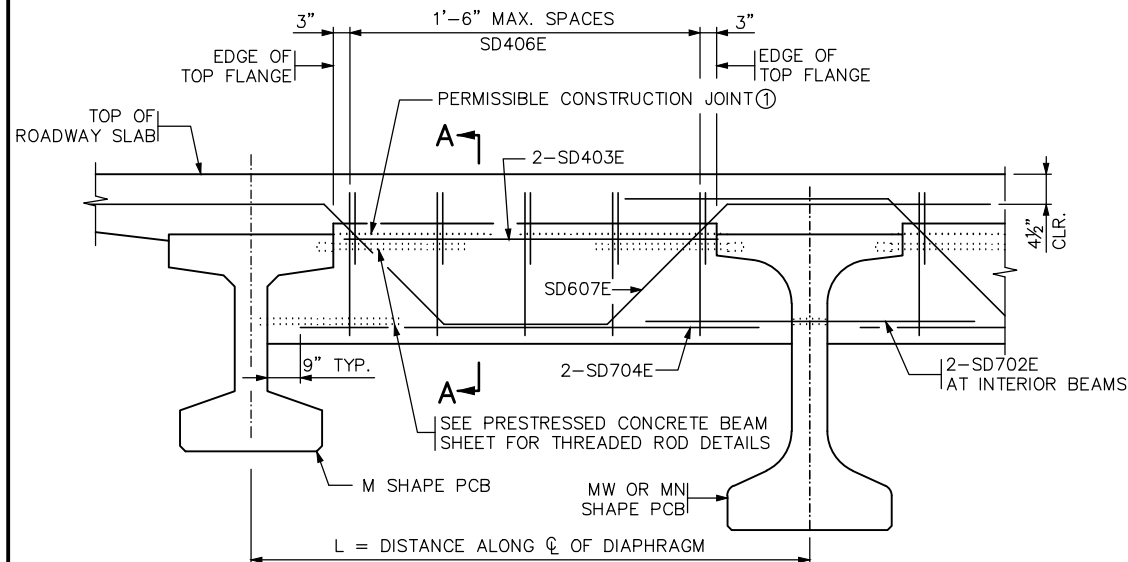 3" 1'-6" MAX. SPACES 3"
SD406E
EDGE OF
TOP FLANGE
EDGE OF
TOP FLANGE
PERMISSIBLE CONSTRUCTION JOINT ①
TOP OF
ROADWAY SLAB
A
2-SD403E
4½"
CLR.
SD607E
9" TYP.
2-SD704E
2-SD702E
AT INTERIOR BEAMS
A
SEE PRESTRESSED CONCRETE BEAM
SHEET FOR THREADED ROD DETAILS
M SHAPE PCB
MW OR MN
SHAPE PCB
L = DISTANCE ALONG ℄ OF DIAPHRAGM